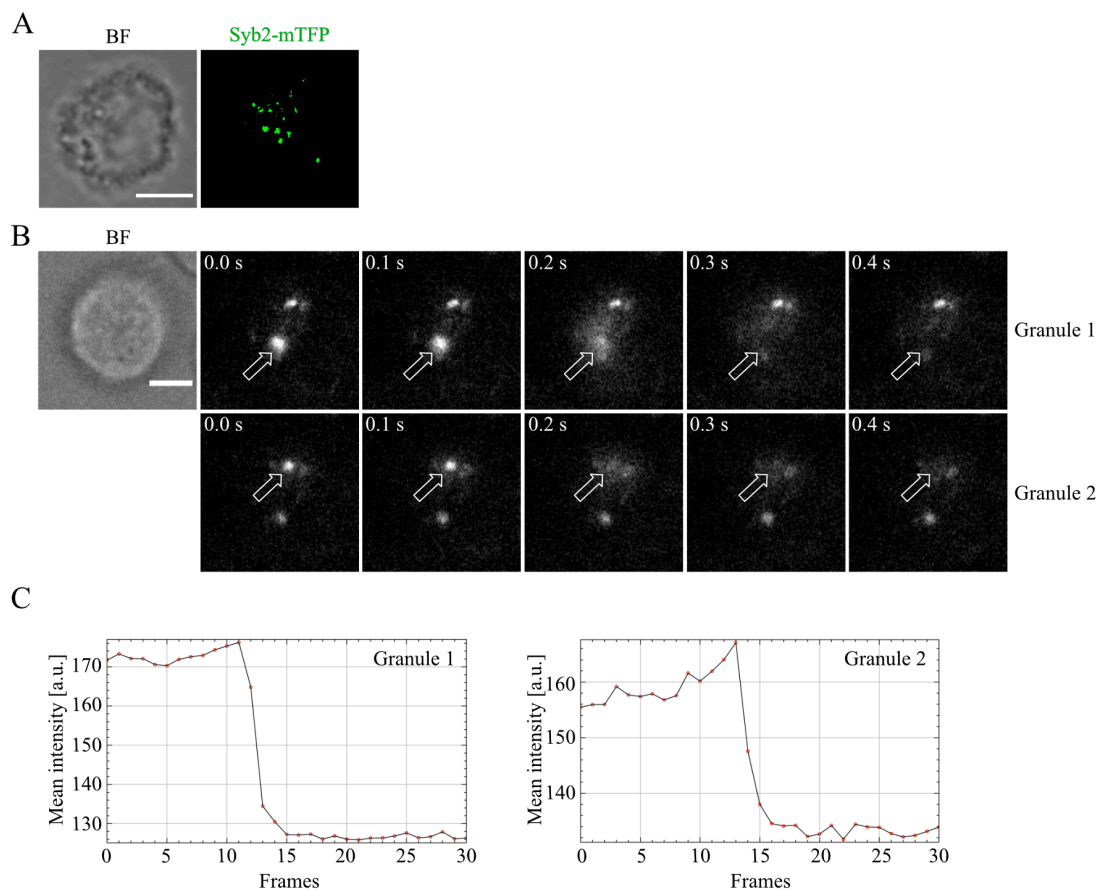 A
BF
Syb2-mTFP
B
BF
0.0 s
0.1 s
0.2 s
0.3 s
0.4 s
Granule 1
0.0 s
0.1 s
0.2 s
0.3 s
0.4 s
Granule 2
C
Mean intensity [a.u.]
170
160
150
140
130
Granule 1
0 5 10 15 20 25 30
Frames
Mean intensity [a.u.]
160
140
Granule 2
0 5 10 15 20 25 30
Frames